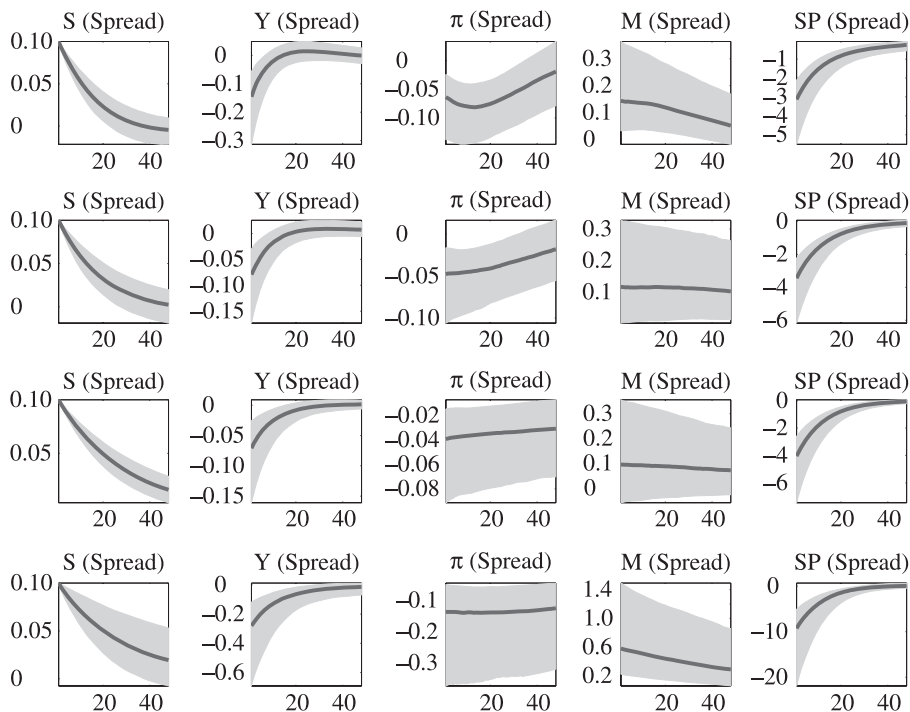 S (Spread) Y (Spread) π (Spread) M (Spread) SP (Spread)
0.10 0.05 0
0 −0.1 −0.2 −0.3
0 −0.05 −0.10
0.3 0.2 0.1 0
−1 −2 −3 −4 −5
20 40 20 40 20 40 20 40 20 40
S (Spread) Y (Spread) π (Spread) M (Spread) SP (Spread)
0.10 0.05 0
0 −0.05 −0.10 −0.15
0 −0.05 −0.10
0.3 0.2 0.1
0 −2 −4 −6
20 40 20 40 20 40 20 40 20 40
S (Spread) Y (Spread) π (Spread) M (Spread) SP (Spread)
0.10 0.05
0 −0.05 −0.10 −0.15
−0.02 −0.04 −0.06 −0.08
0.3 0.2 0.1 0
0 −2 −4 −6
20 40 20 40 20 40 20 40 20 40
S (Spread) Y (Spread) π (Spread) M (Spread) SP (Spread)
0.10 0.05 0
0 −0.2 −0.4 −0.6
−0.1 −0.2 −0.3
1.4 1.0 0.6 0.2
0 −10 −20
20 40 20 40 20 40 20 40 20 40